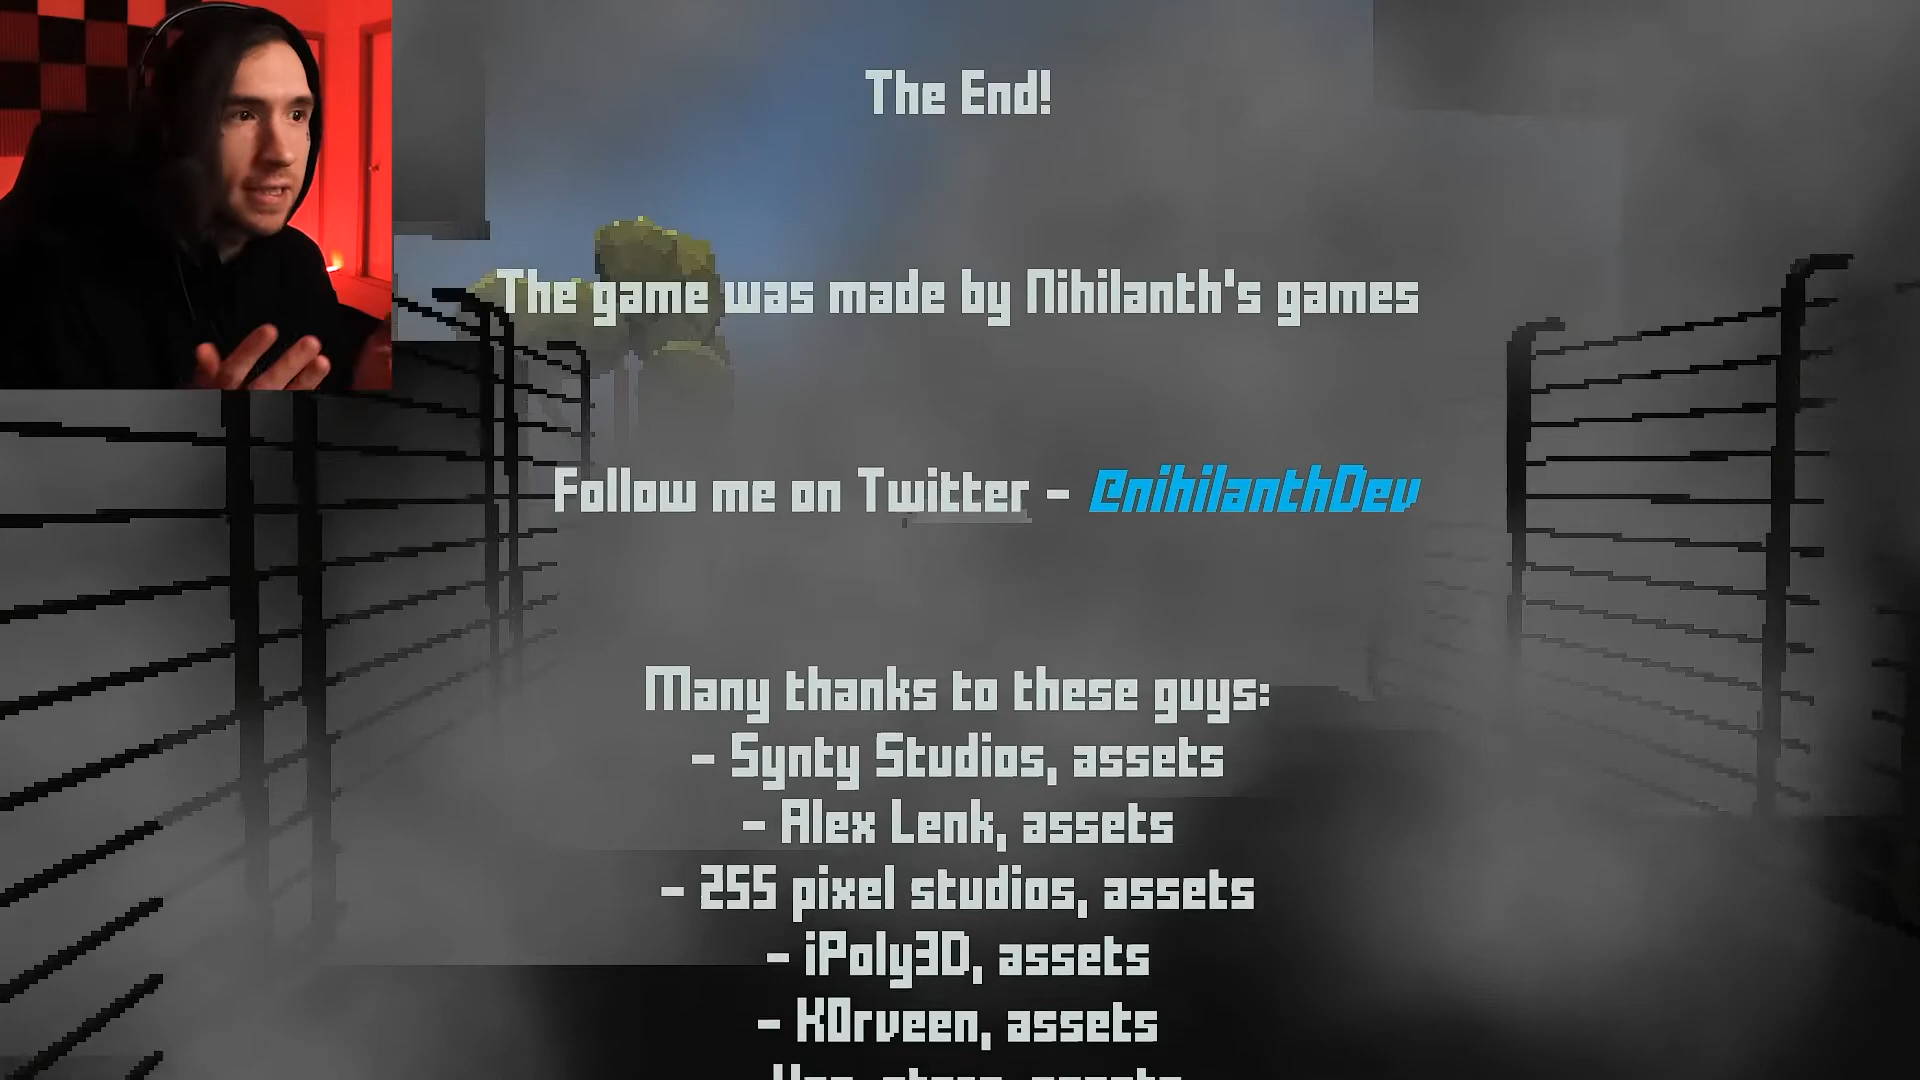 The End!
The game was made by Nihilanth's games
Follow me on Twitter - @nihilanthDev
Many thanks to these guys:
- Synty Studios, assets
- Alex Lenk, assets
- 255 pixel studios, assets
- iPoly3D, assets
- K0rveen, assets